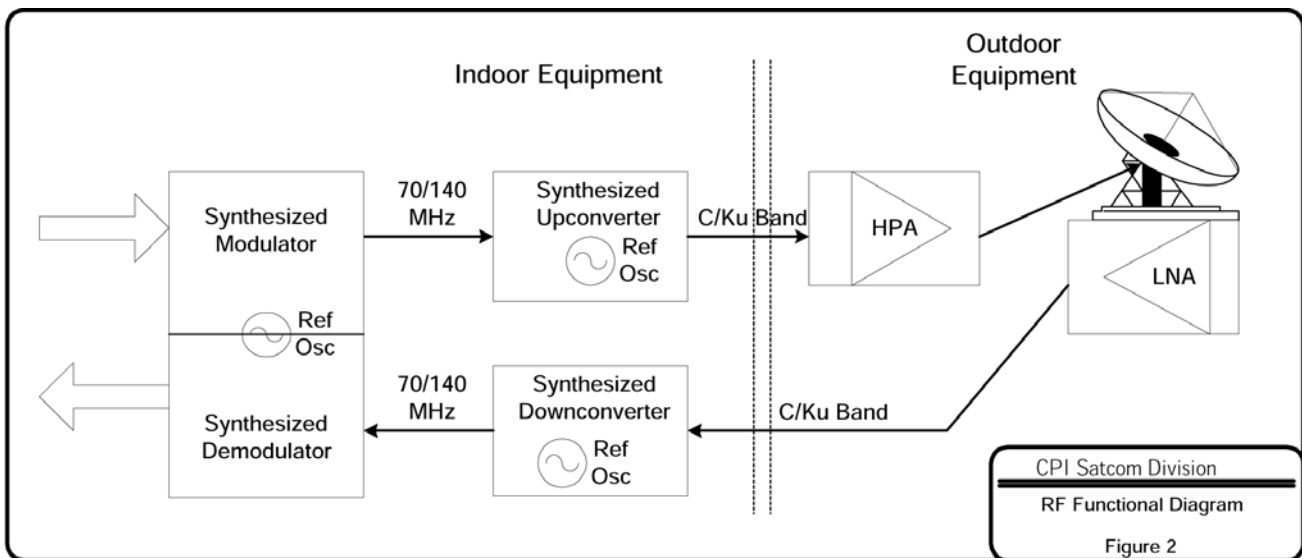 Indoor Equipment
Outdoor
Equipment
Synthesized
Modulator
70/140
MHz
Synthesized
Upconverter
Ref
Osc
C/Ku Band
HPA
LNA
Ref
Osc
Synthesized
Demodulator
70/140
MHz
Synthesized
Downconverter
Ref
Osc
C/Ku Band
CPI Satcom Division
RF Functional Diagram
Figure 2